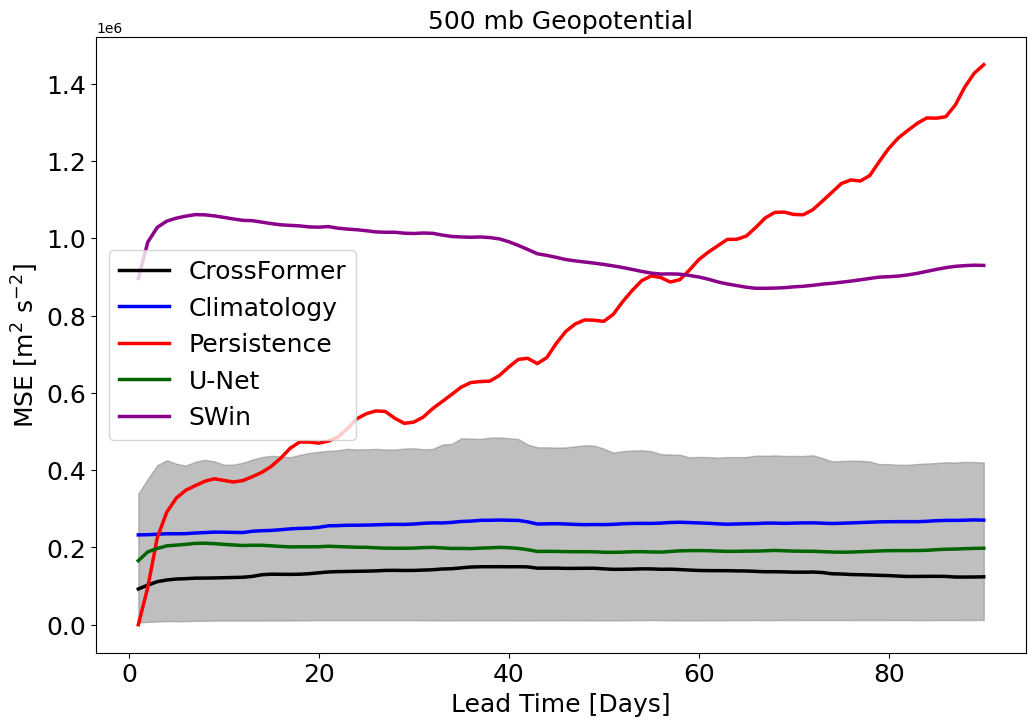 500 mb Geopotential
1e6
MSE [m² s⁻²]
1.4
1.2
1.0
0.8
0.6
0.4
0.2
0.0
CrossFormer
Climatology
Persistence
U-Net
SWin
0 20 40 60 80
Lead Time [Days]